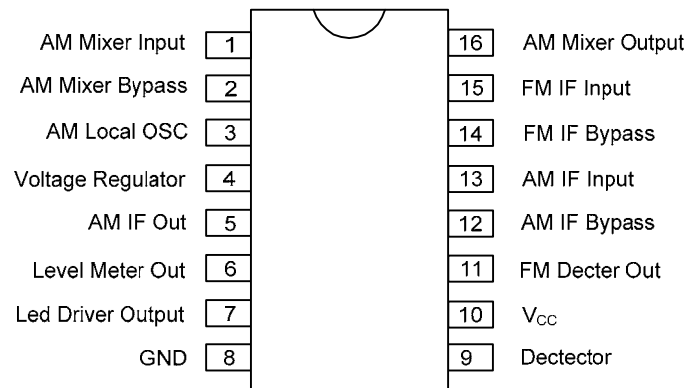 AM Mixer Input 1 16 AM Mixer Output
AM Mixer Bypass 2 15 FM IF Input
AM Local OSC 3 14 FM IF Bypass
Voltage Regulator 4 13 AM IF Input
AM IF Out 5 12 AM IF Bypass
Level Meter Out 6 11 FM Decter Out
Led Driver Output 7 10 VCC
GND 8 9 Dectector